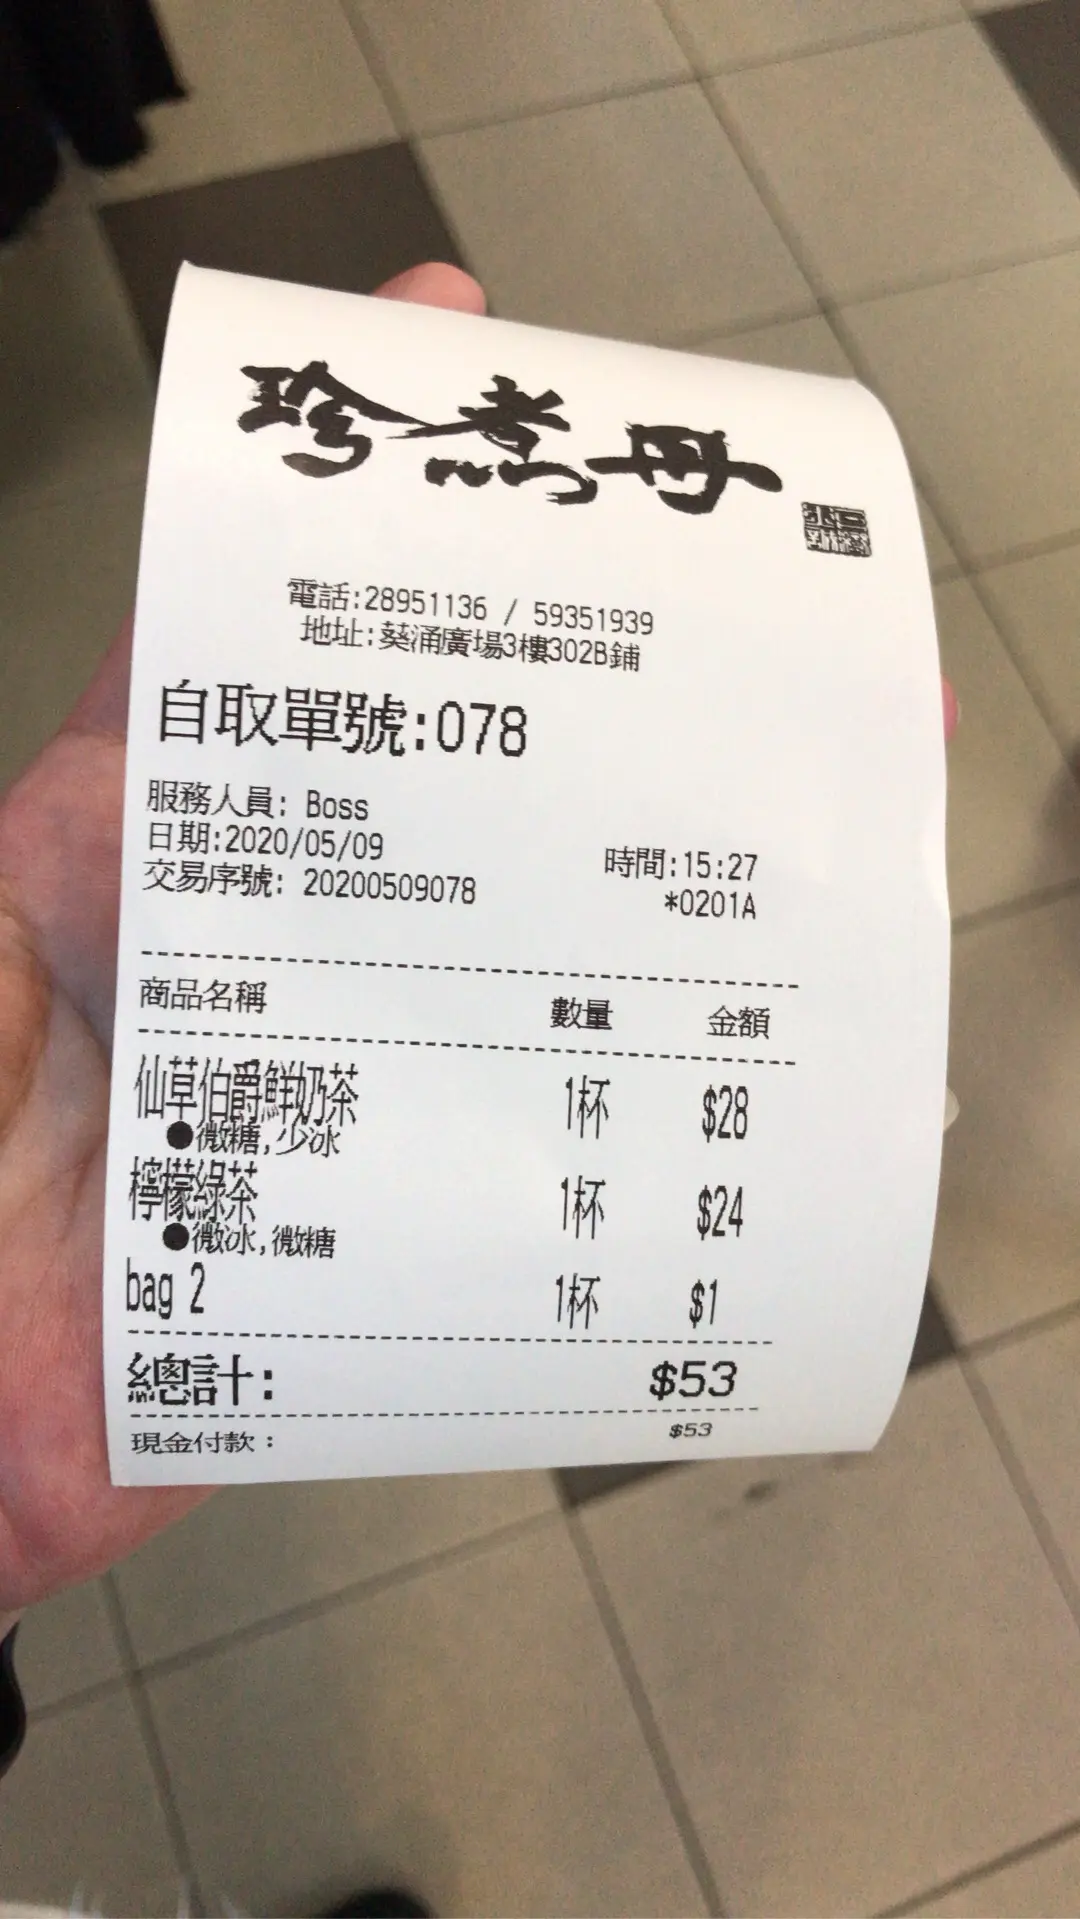 珍煮丹
電話:28951136 / 59351939
地址:葵涌廣場3樓302B鋪
自取單號:078
服務人員: Boss
日期:2020/05/09 時間:15:27
交易序號: 20200509078 *0201A
商品名稱 數量 金額
仙草伯爵鮮奶茶 1杯 $28
●微糖,少冰
檸檬綠茶 1杯 $24
●微冰,微糖
bag 2 1杯 $1
總計: $53
現金付款： $53